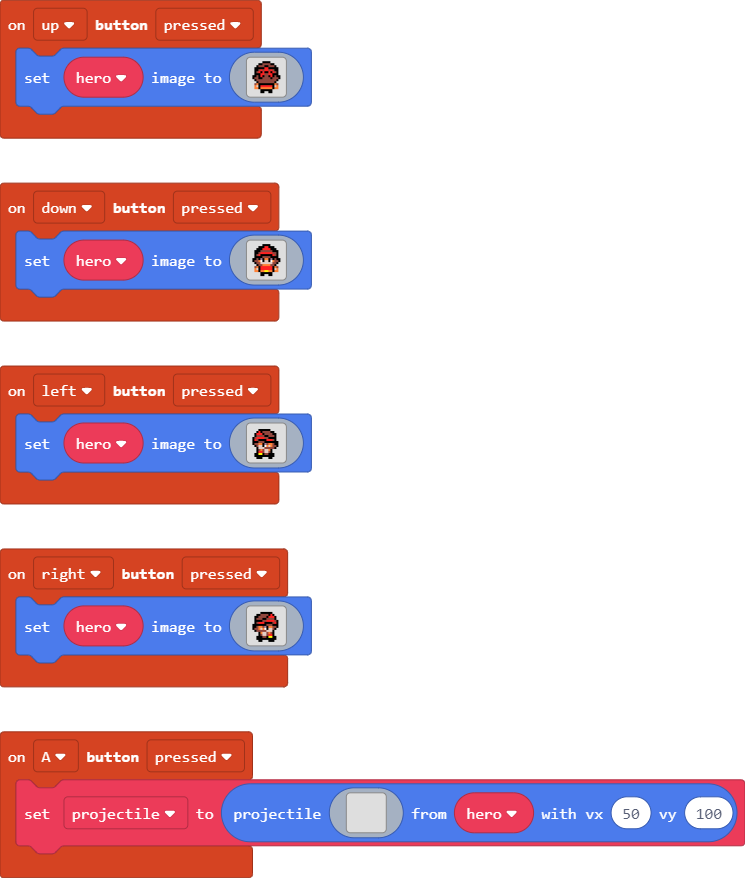 on up button pressed
set hero image to
on down button pressed
set hero image to
on left button pressed
set hero image to
on right button pressed
set hero image to
on A button pressed
set projectile to projectile from hero with vx 50 vy 100